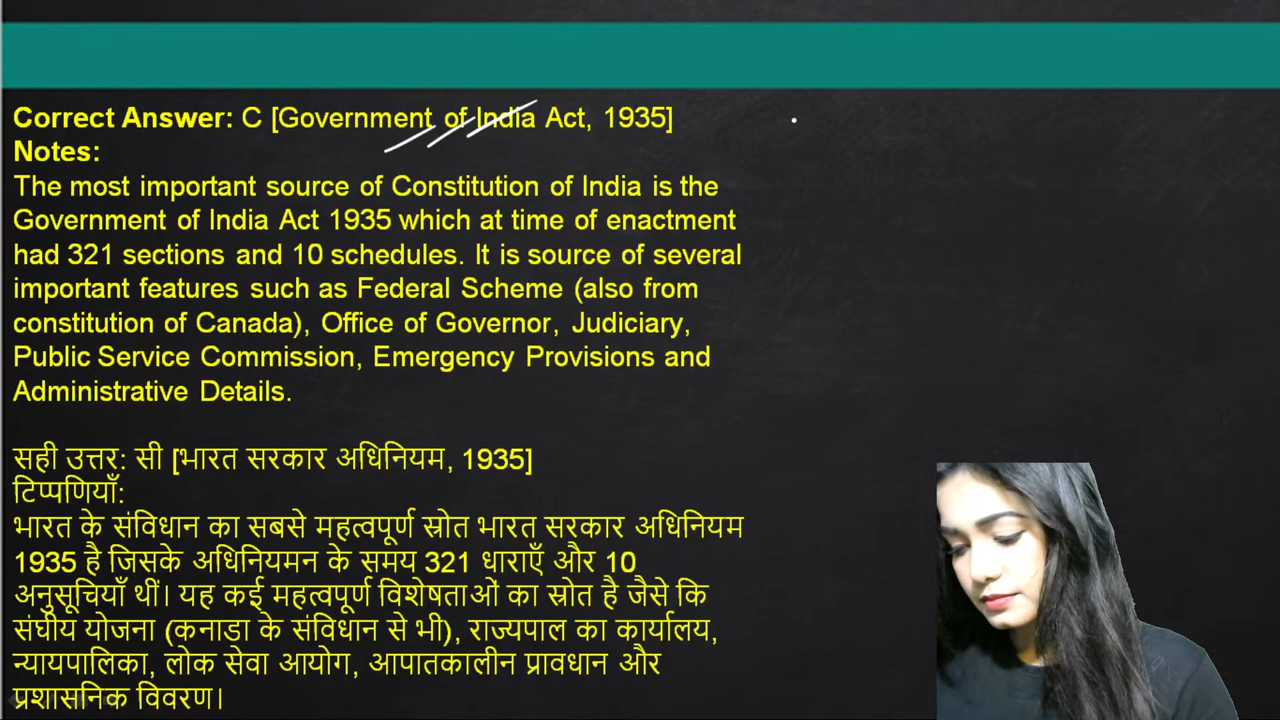 Correct Answer: C [Government of India Act, 1935]
Notes:
The most important source of Constitution of India is the
Government of India Act 1935 which at time of enactment
had 321 sections and 10 schedules. It is source of several
important features such as Federal Scheme (also from
constitution of Canada), Office of Governor, Judiciary,
Public Service Commission, Emergency Provisions and
Administrative Details.
सही उत्तर: सी [भारत सरकार अधिनियम, 1935]
टिप्पणियाँ:
भारत के संविधान का सबसे महत्वपूर्ण स्रोत भारत सरकार अधिनियम
1935 है जिसके अधिनियमन के समय 321 धाराएँ और 10
अनुसूचियाँ थीं। यह कई महत्वपूर्ण विशेषताओं का स्रोत है जैसे कि
संघीय योजना (कनाडा के संविधान से भी), राज्यपाल का कार्यालय,
न्यायपालिका, लोक सेवा आयोग, आपातकालीन प्रावधान और
प्रशासनिक विवरण।